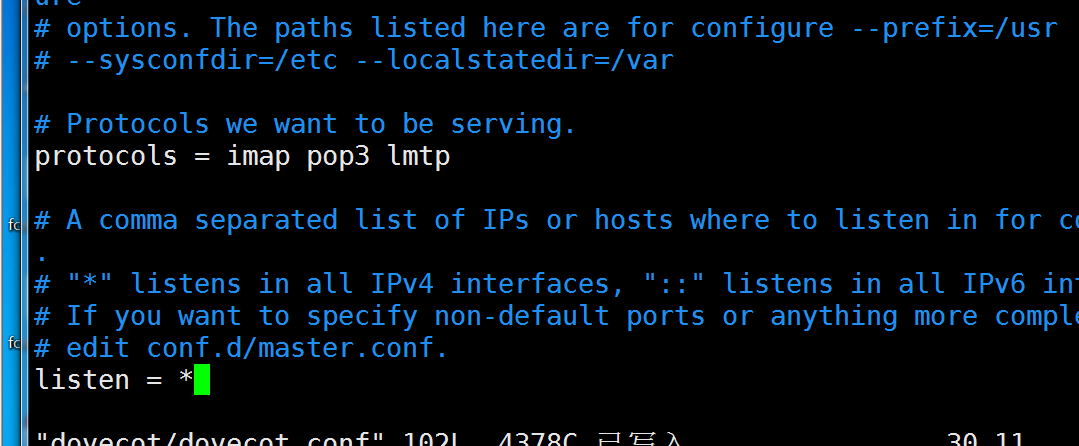 ure
# options. The paths listed here are for configure --prefix=/usr
# --sysconfdir=/etc --localstatedir=/var
# Protocols we want to be serving.
protocols = imap pop3 lmtp
# A comma separated list of IPs or hosts where to listen in for co
.
# "*" listens in all IPv4 interfaces, "::" listens in all IPv6 int
# If you want to specify non-default ports or anything more comple
# edit conf.d/master.conf.
listen = *
"dovecot/dovecot.conf" 102L, 4378C 已写入 30,11
fc
fc